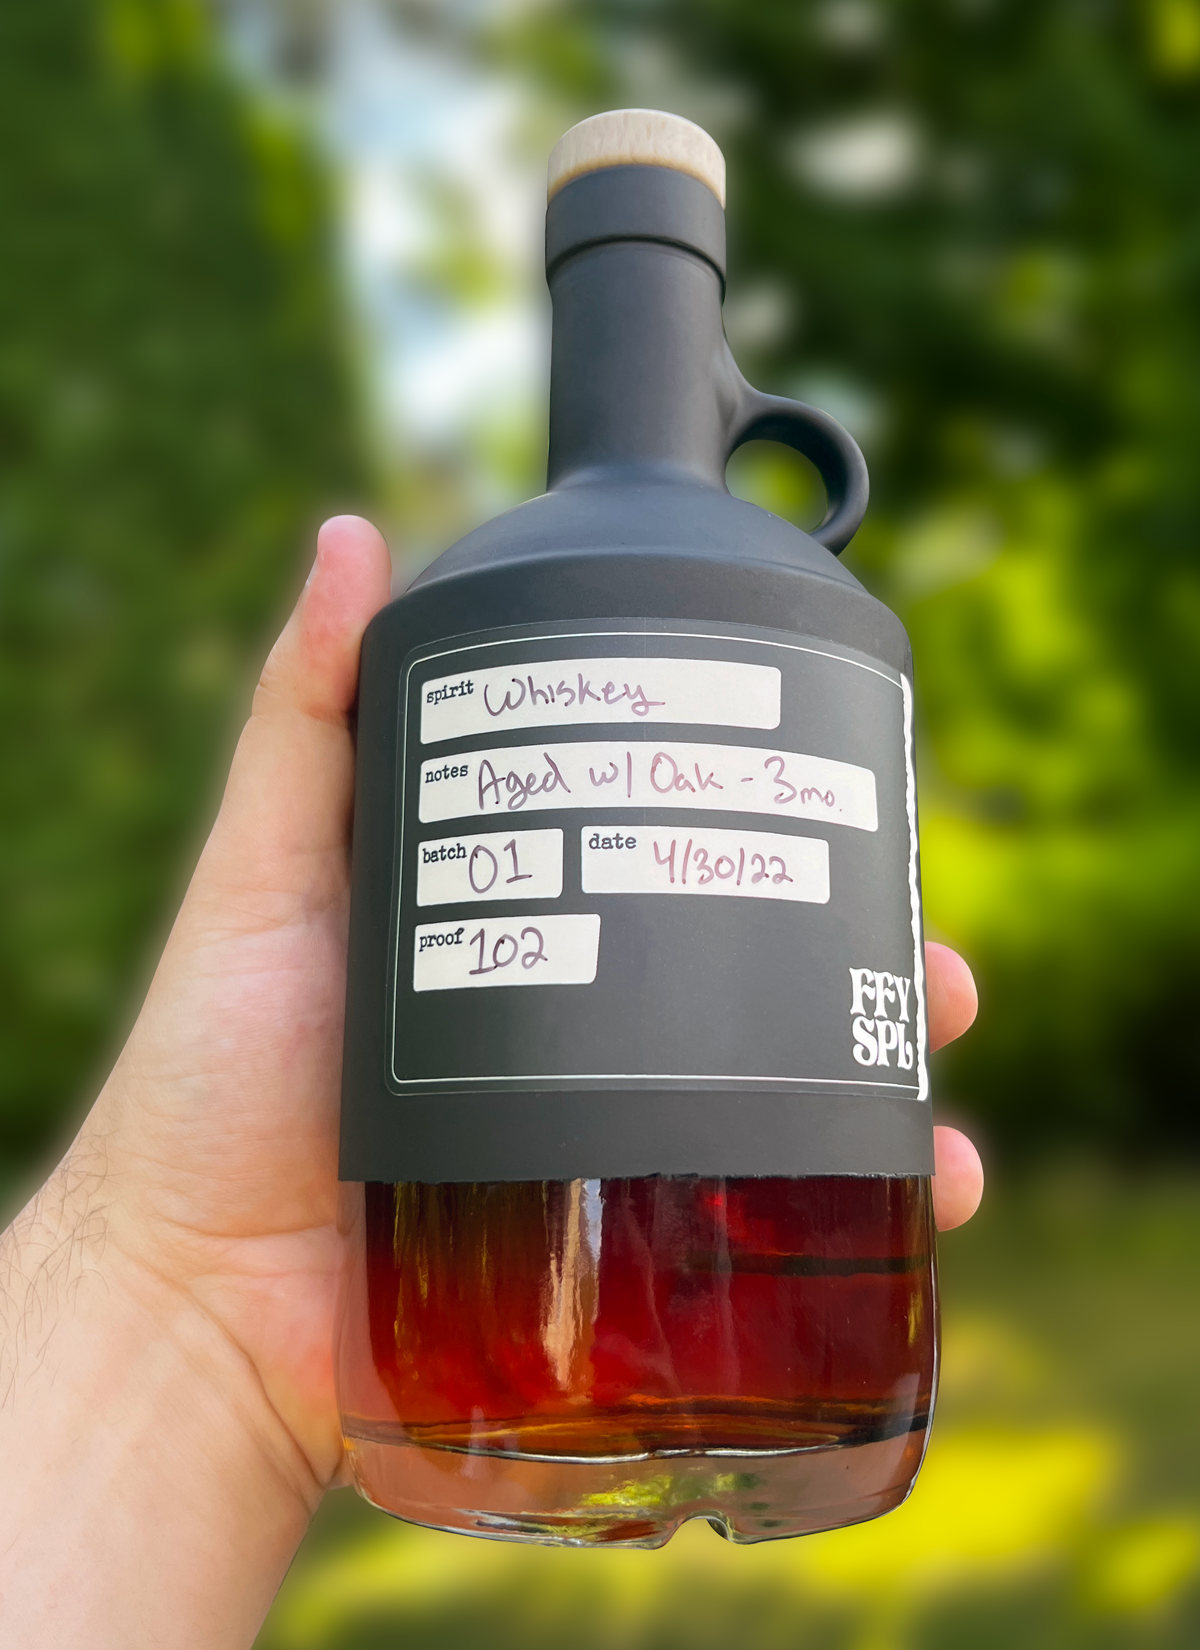 spirit Whiskey
notes Aged w/ Oak - 3mo.
batch 01 date 4/30/22
proof 102
FFY
SPL